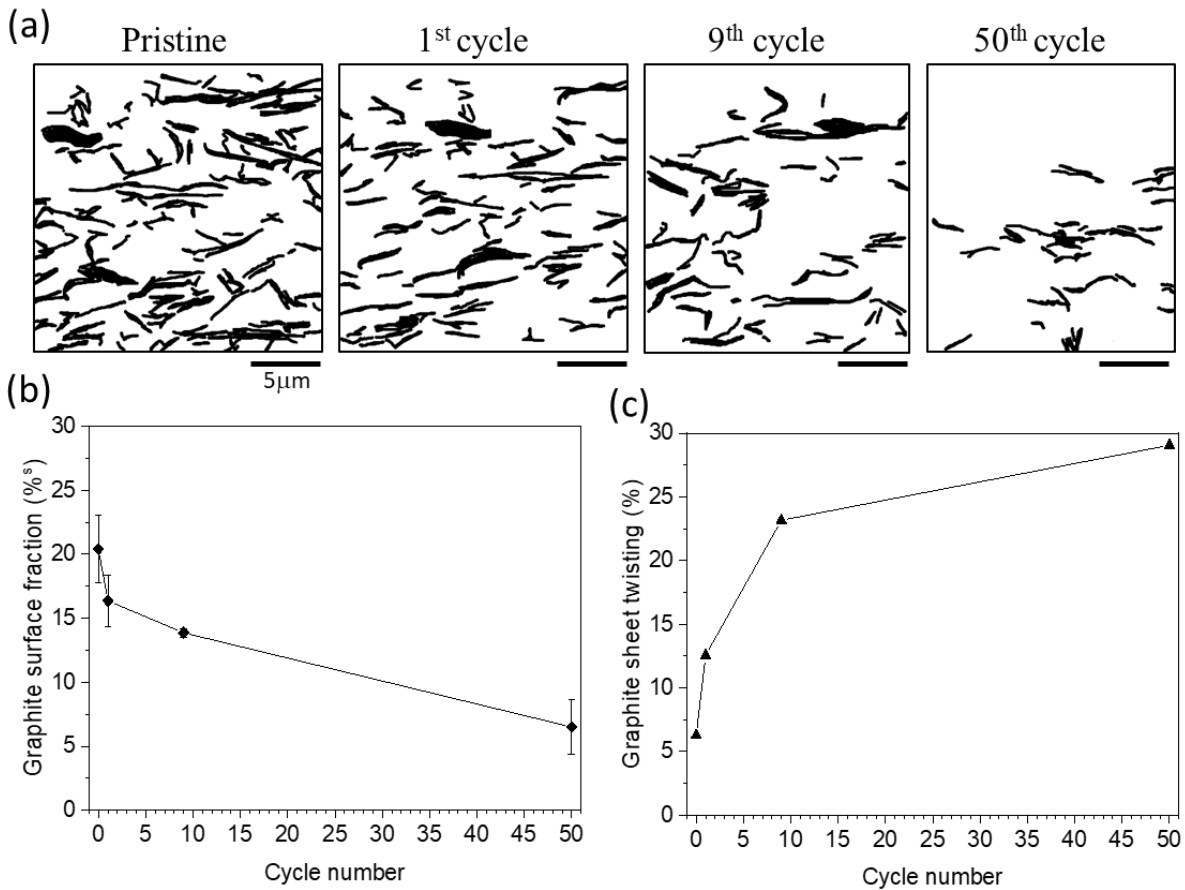 (a)
Pristine
1st cycle
9th cycle
50th cycle
5μm
(b)
Graphite surface fraction (%s)
30
25
20
15
10
5
0
0 5 10 15 20 25 30 35 40 45 50
Cycle number
(c)
Graphite sheet twisting (%)
30
25
20
15
10
5
0
0 5 10 15 20 25 30 35 40 45 50
Cycle number